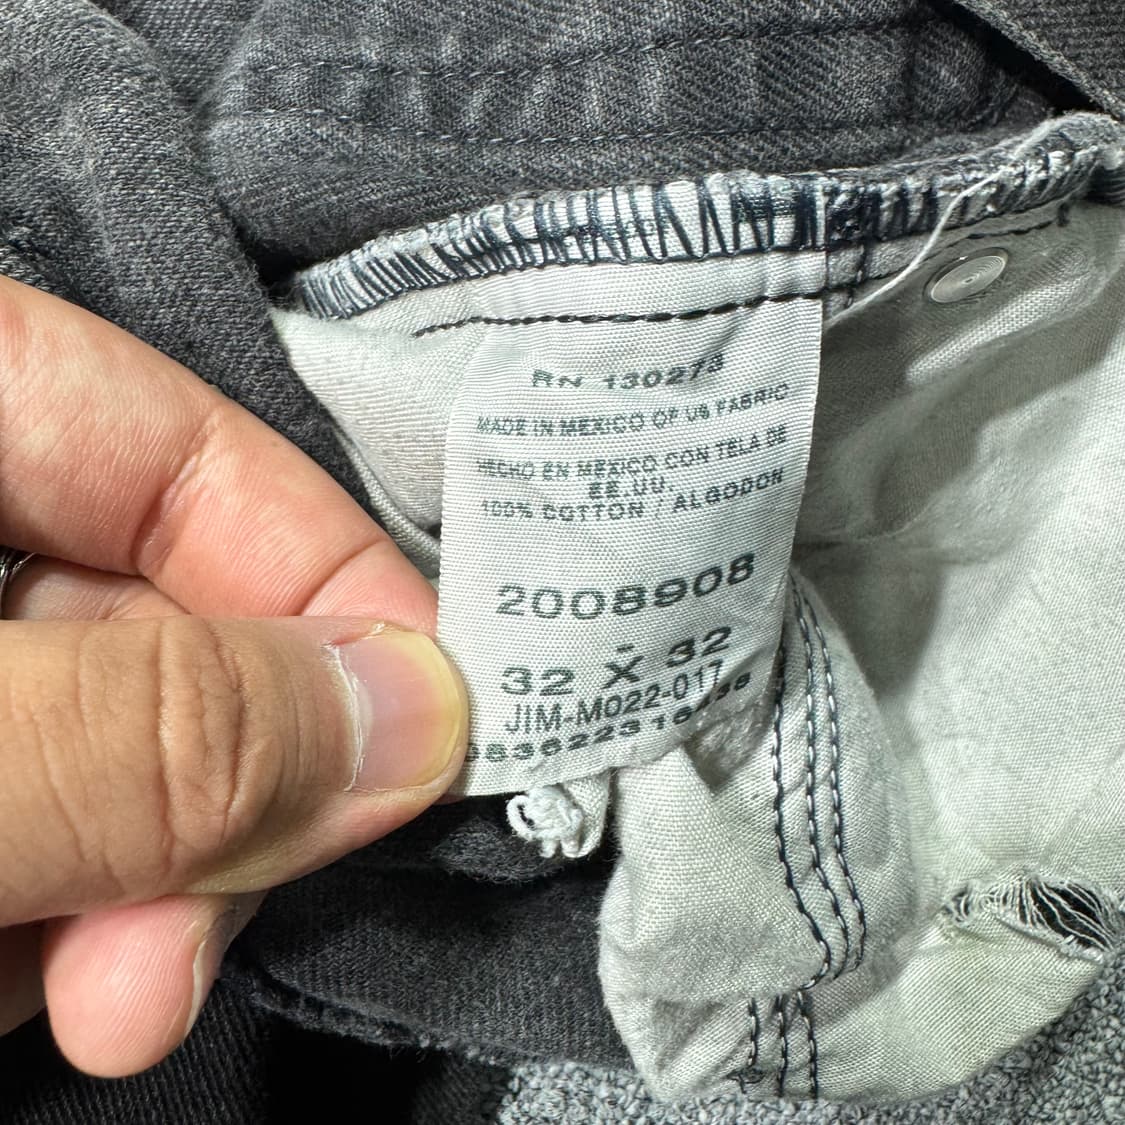 RN 130273
MADE IN MEXICO OF US FABRIC
HECHO EN MEXICO CON TELA DE
EE.UU.
100% COTTON / ALGODON
2008908
32 X 32
JIM-M022-017